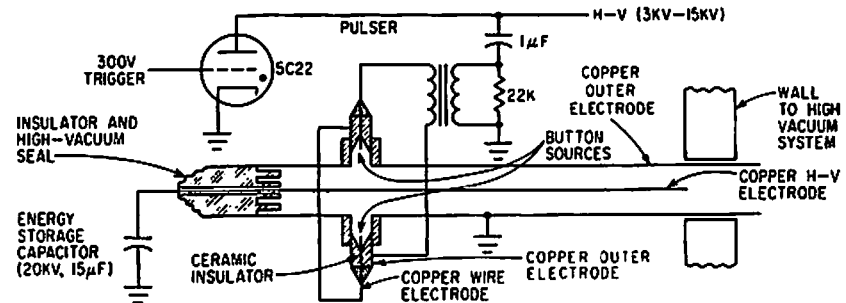 H-V (3KV-15KV)
PULSER
1µF
300V
TRIGGER
5C22
22K
COPPER
OUTER
ELECTRODE
WALL
TO HIGH
VACUUM
SYSTEM
INSULATOR AND
HIGH-VACUUM
SEAL
BUTTON
SOURCES
COPPER H-V
ELECTRODE
ENERGY
STORAGE
CAPACITOR
(20KV, 15µF)
CERAMIC
INSULATOR
COPPER OUTER
ELECTRODE
COPPER WIRE
ELECTRODE